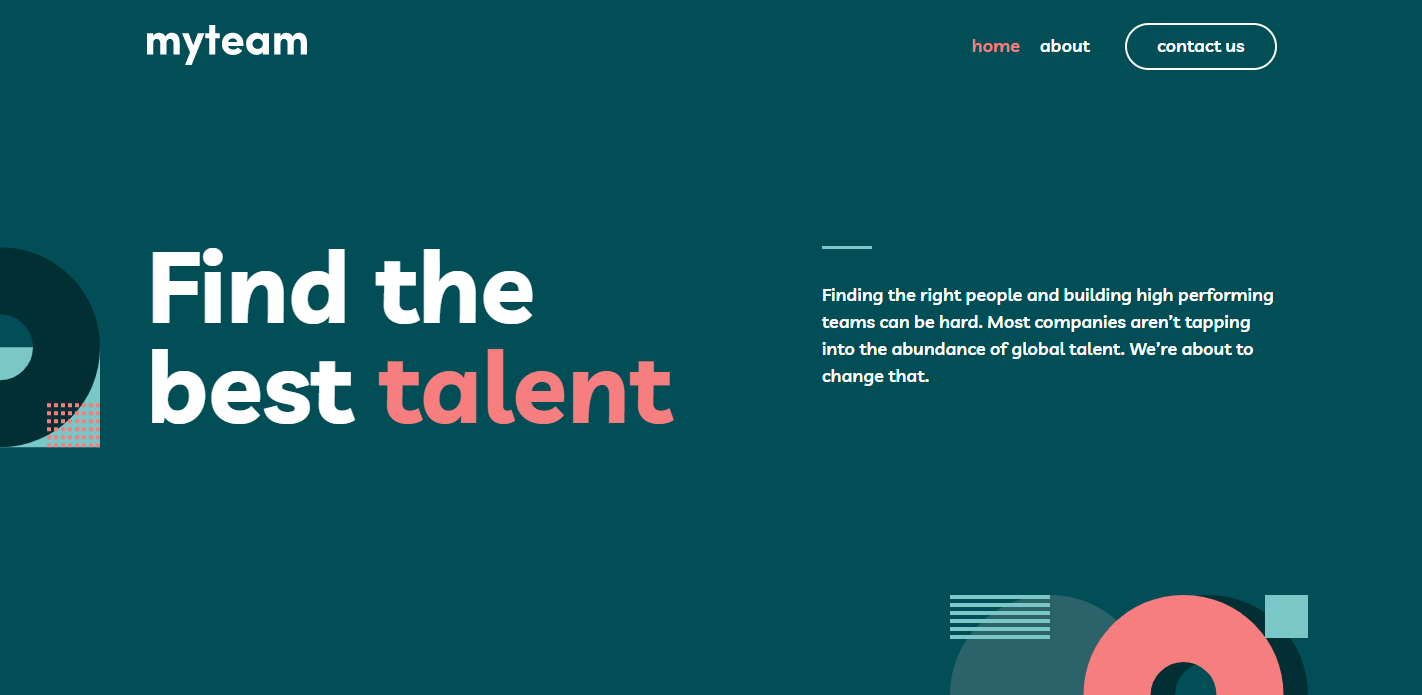 myteam
home
about
contact us
Find the
best talent
Finding the right people and building high performing
teams can be hard. Most companies aren’t tapping
into the abundance of global talent. We’re about to
change that.